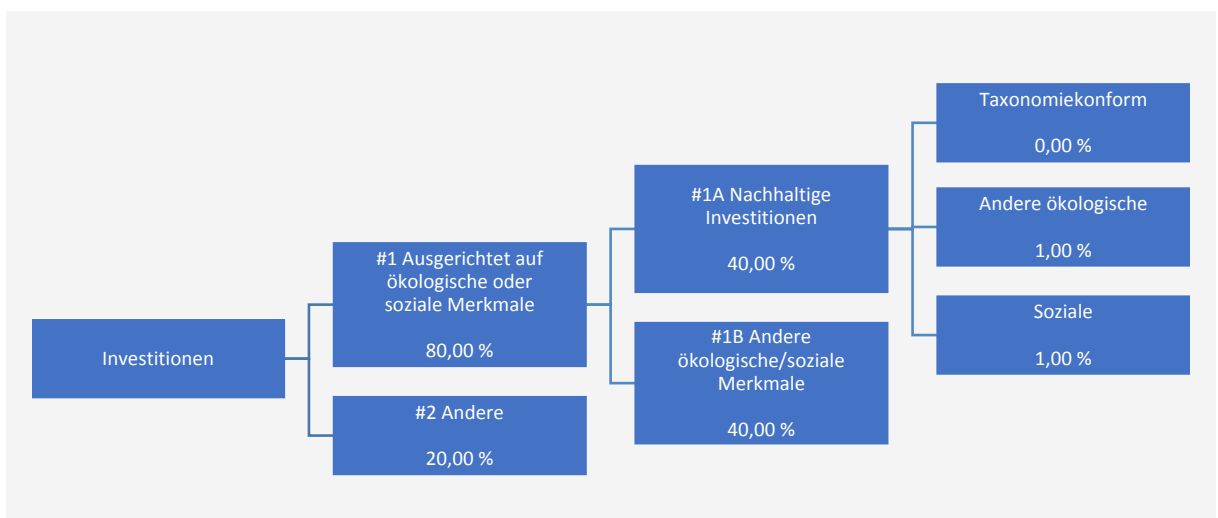 Investitionen
#1 Ausgerichtet auf
ökologische oder
soziale Merkmale
80,00 %
#2 Andere
20,00 %
#1A Nachhaltige
Investitionen
40,00 %
#1B Andere
ökologische/soziale
Merkmale
40,00 %
Taxonomiekonform
0,00 %
Andere ökologische
1,00 %
Soziale
1,00 %